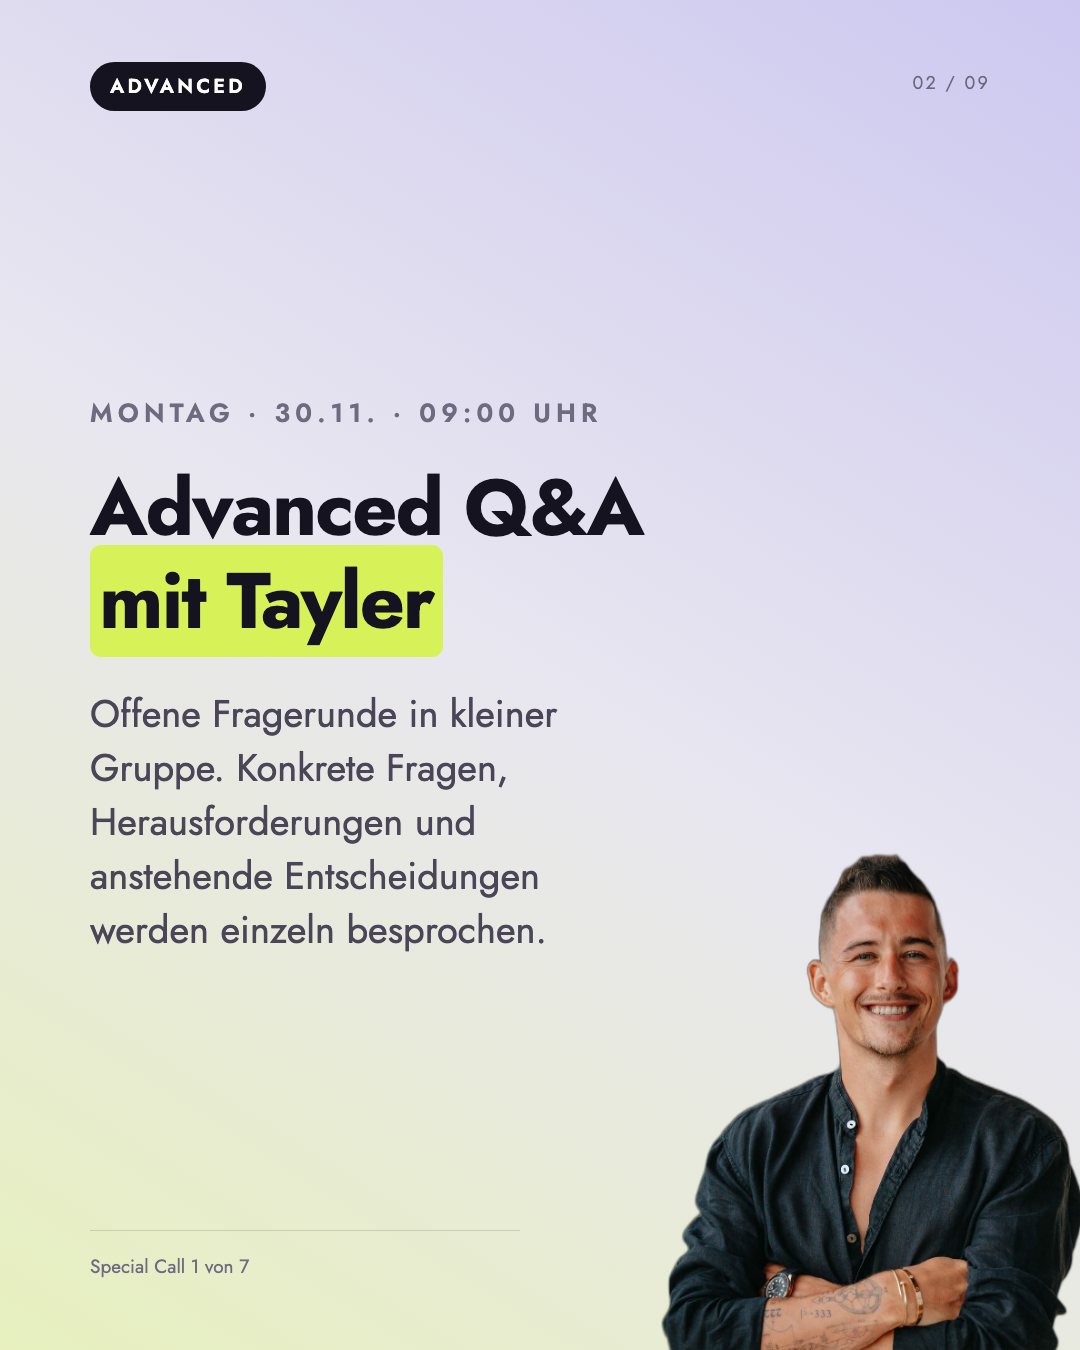 ADVANCED
02 / 09
MONTAG · 30.11. · 09:00 UHR
Advanced Q&A
mit Tayler
Offene Fragerunde in kleiner
Gruppe. Konkrete Fragen,
Herausforderungen und
anstehende Entscheidungen
werden einzeln besprochen.
Special Call 1 von 7